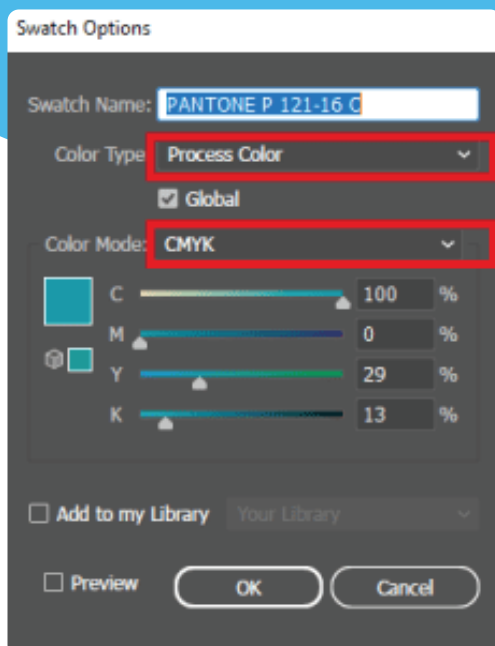 Swatch Options
Swatch Name: PANTONE P 121-16 C
Color Type Process Color
Global
Color Mode: CMYK
C 100 %
M 0 %
Y 29 %
K 13 %
Add to my Library Your Library
Preview OK Cancel